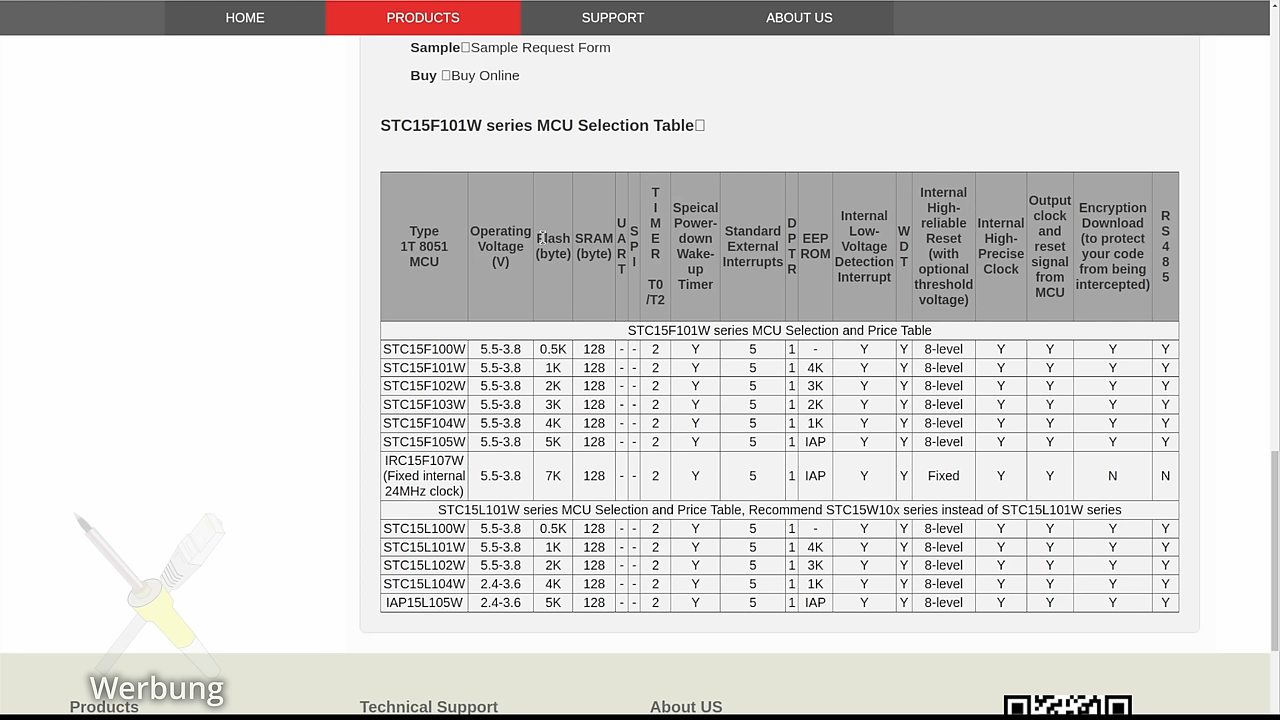 HOME PRODUCTS SUPPORT ABOUT US
Sample Sample Request Form
Buy Buy Online
STC15F101W series MCU Selection Table
Type 1T 8051 MCU | Operating Voltage (V) | Flash (byte) | SRAM (byte) | UART | SPI | TIMER T0 /T2 | Speical Power-down Wake-up Timer | Standard External Interrupts | DPTR | EEP ROM | Internal Low-Voltage Detection Interrupt | WDT | Internal High-reliable Reset (with optional threshold voltage) | Internal High-Precise Clock | Output clock and reset signal from MCU | Encryption Download (to protect your code from being intercepted) | RS485
STC15F101W series MCU Selection and Price Table
STC15F100W 5.5-3.8 0.5K 128 - - 2 Y 5 1 - Y Y 8-level Y Y Y Y
STC15F101W 5.5-3.8 1K 128 - - 2 Y 5 1 4K Y Y 8-level Y Y Y Y
STC15F102W 5.5-3.8 2K 128 - - 2 Y 5 1 3K Y Y 8-level Y Y Y Y
STC15F103W 5.5-3.8 3K 128 - - 2 Y 5 1 2K Y Y 8-level Y Y Y Y
STC15F104W 5.5-3.8 4K 128 - - 2 Y 5 1 1K Y Y 8-level Y Y Y Y
STC15F105W 5.5-3.8 5K 128 - - 2 Y 5 1 IAP Y Y 8-level Y Y Y Y
IRC15F107W (Fixed internal 24MHz clock) 5.5-3.8 7K 128 - - 2 Y 5 1 IAP Y Y Fixed Y Y N N
STC15L101W series MCU Selection and Price Table, Recommend STC15W10x series instead of STC15L101W series
STC15L100W 5.5-3.8 0.5K 128 - - 2 Y 5 1 - Y Y 8-level Y Y Y Y
STC15L101W 5.5-3.8 1K 128 - - 2 Y 5 1 4K Y Y 8-level Y Y Y Y
STC15L102W 5.5-3.8 2K 128 - - 2 Y 5 1 3K Y Y 8-level Y Y Y Y
STC15L104W 2.4-3.6 4K 128 - - 2 Y 5 1 1K Y Y 8-level Y Y Y Y
IAP15L105W 2.4-3.6 5K 128 - - 2 Y 5 1 IAP Y Y 8-level Y Y Y Y
Werbung
Products Technical Support About US